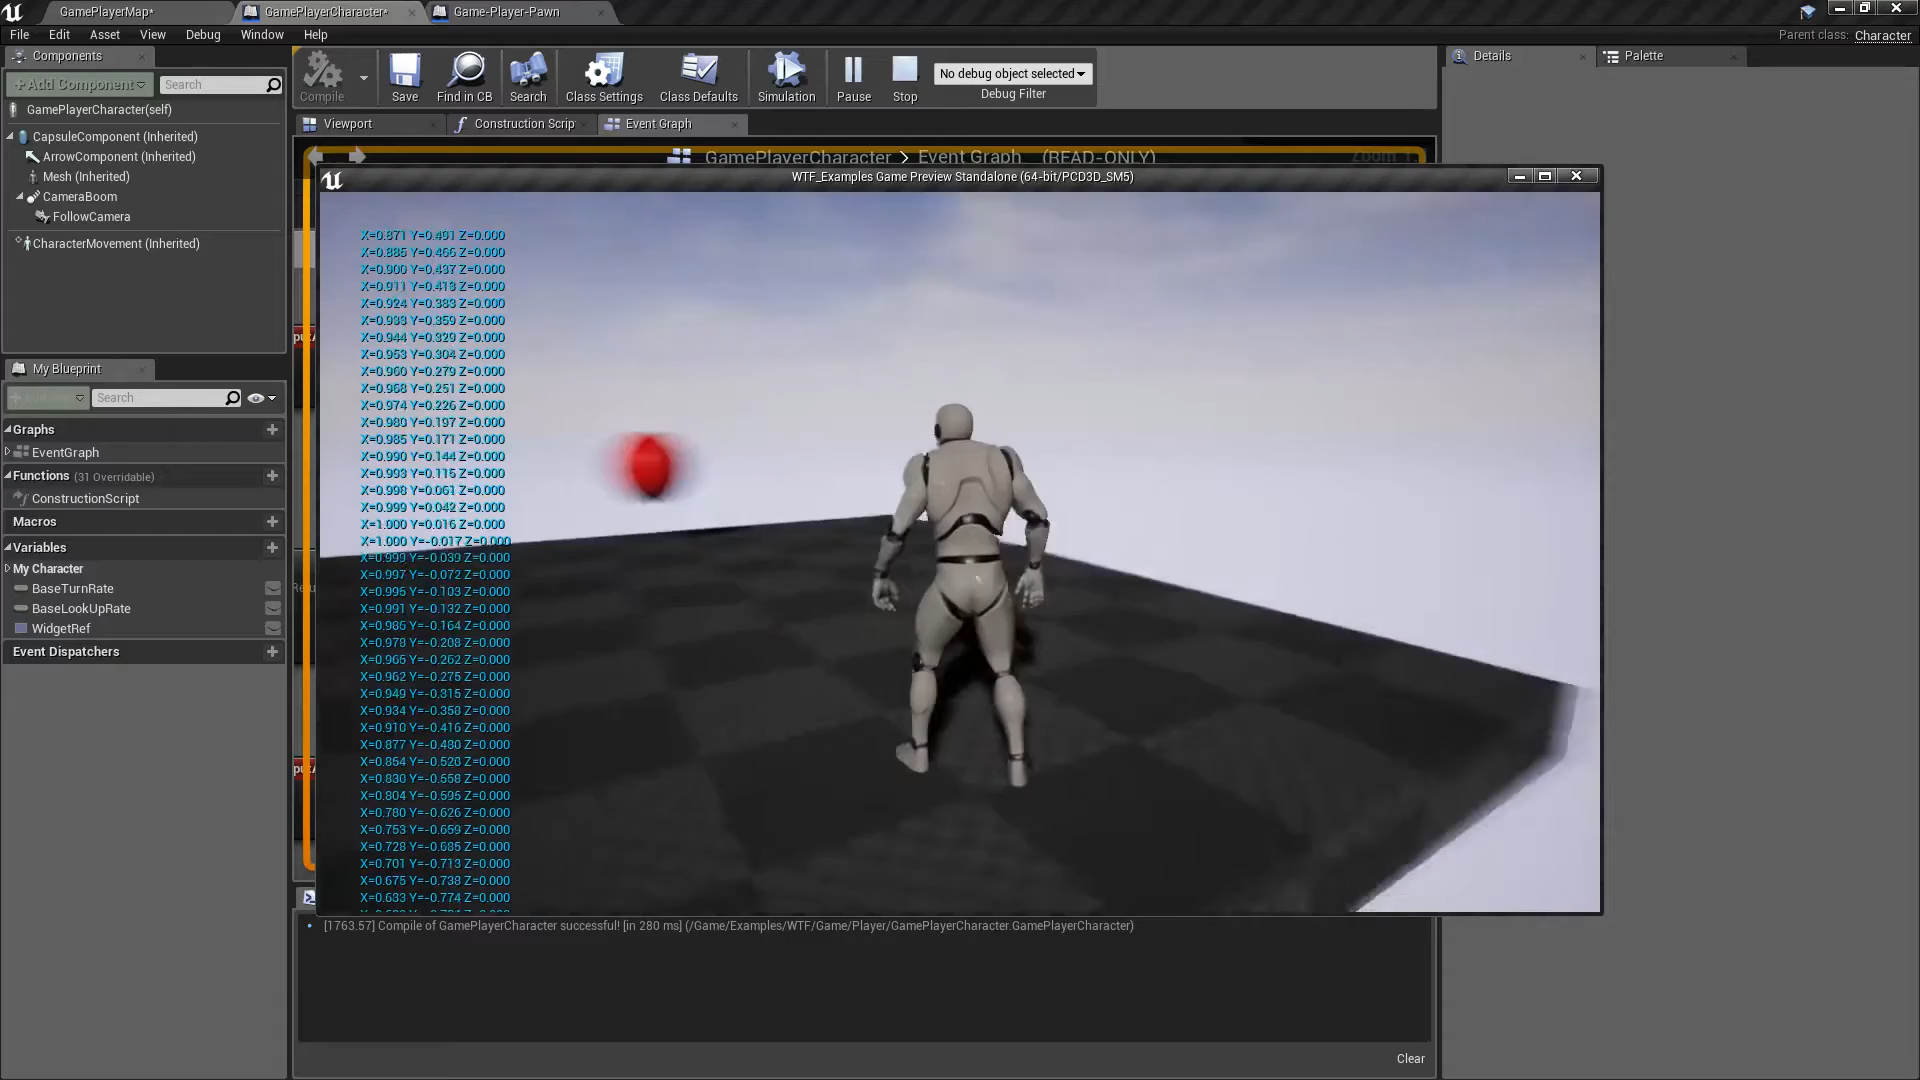 GamePlayerMap*
GamePlayerCharacter*
Game-Player-Pawn
File Edit Asset View Debug Window Help
Parent class: Character
Components
+Add Component
Search
GamePlayerCharacter(self)
CapsuleComponent (Inherited)
ArrowComponent (Inherited)
Mesh (Inherited)
CameraBoom
FollowCamera
CharacterMovement (Inherited)
My Blueprint
Search
Graphs
EventGraph
Functions (31 Overridable)
ConstructionScript
Macros
Variables
My Character
BaseTurnRate
BaseLookUpRate
WidgetRef
Event Dispatchers
Compile
Save
Find in CB
Search
Class Settings
Class Defaults
Simulation
Pause
Stop
No debug object selected
Debug Filter
Viewport
Construction Scrip
Event Graph
GamePlayerCharacter > Event Graph (READ-ONLY)
WTF_Examples Game Preview Standalone (64-bit/PCD3D_SM5)
X=0.871 Y=0.491 Z=0.000
X=0.885 Y=0.466 Z=0.000
X=0.900 Y=0.437 Z=0.000
X=0.911 Y=0.413 Z=0.000
X=0.924 Y=0.383 Z=0.000
X=0.933 Y=0.359 Z=0.000
X=0.944 Y=0.329 Z=0.000
X=0.953 Y=0.304 Z=0.000
X=0.960 Y=0.279 Z=0.000
X=0.968 Y=0.251 Z=0.000
X=0.974 Y=0.226 Z=0.000
X=0.980 Y=0.197 Z=0.000
X=0.985 Y=0.171 Z=0.000
X=0.990 Y=0.144 Z=0.000
X=0.993 Y=0.115 Z=0.000
X=0.998 Y=0.061 Z=0.000
X=0.999 Y=0.042 Z=0.000
X=1.000 Y=0.016 Z=0.000
X=1.000 Y=-0.017 Z=0.000
X=0.999 Y=-0.039 Z=0.000
X=0.997 Y=-0.072 Z=0.000
X=0.995 Y=-0.103 Z=0.000
X=0.991 Y=-0.132 Z=0.000
X=0.986 Y=-0.164 Z=0.000
X=0.978 Y=-0.208 Z=0.000
X=0.965 Y=-0.262 Z=0.000
X=0.962 Y=-0.275 Z=0.000
X=0.949 Y=-0.315 Z=0.000
X=0.934 Y=-0.358 Z=0.000
X=0.910 Y=-0.416 Z=0.000
X=0.877 Y=-0.480 Z=0.000
X=0.854 Y=-0.520 Z=0.000
X=0.830 Y=-0.558 Z=0.000
X=0.804 Y=-0.595 Z=0.000
X=0.780 Y=-0.626 Z=0.000
X=0.753 Y=-0.659 Z=0.000
X=0.728 Y=-0.685 Z=0.000
X=0.701 Y=-0.713 Z=0.000
X=0.675 Y=-0.738 Z=0.000
X=0.633 Y=-0.774 Z=0.000
[1763.57] Compile of GamePlayerCharacter successful! [in 280 ms] (/Game/Examples/WTF/Game/Player/GamePlayerCharacter.GamePlayerCharacter)
Clear
Details
Palette